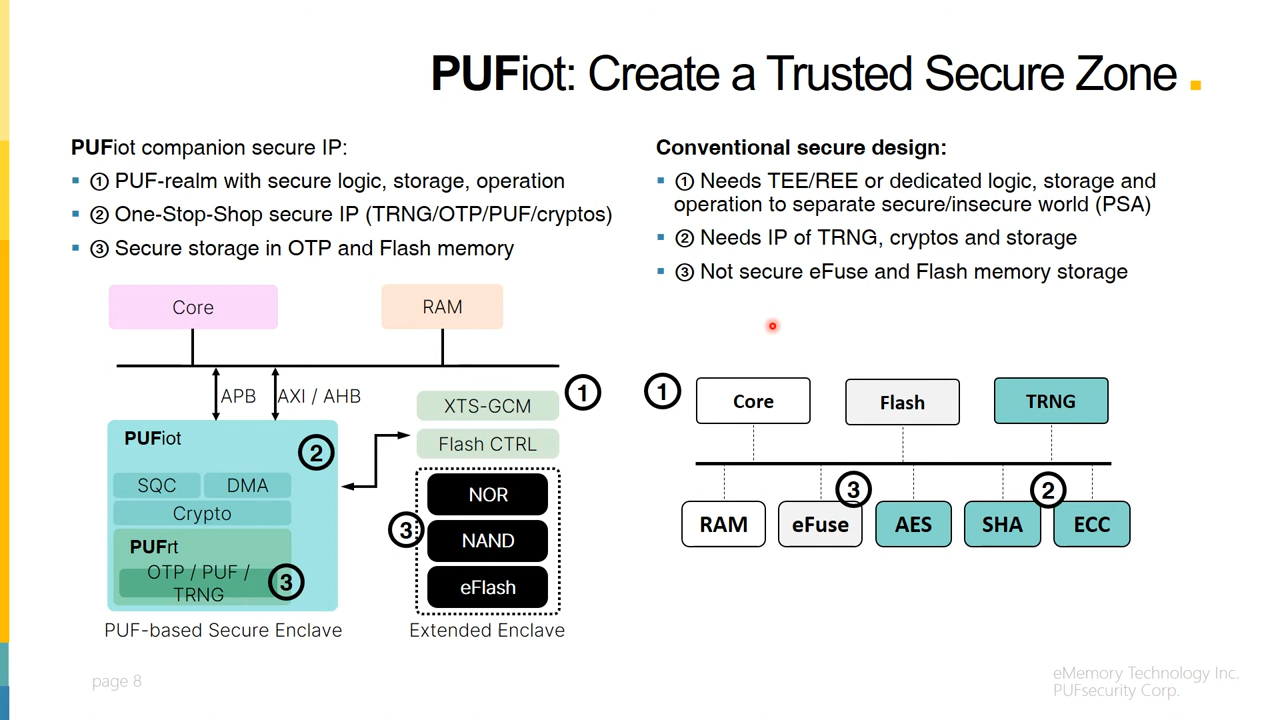 PUFiot: Create a Trusted Secure Zone .
PUFiot companion secure IP:
① PUF-realm with secure logic, storage, operation
② One-Stop-Shop secure IP (TRNG/OTP/PUF/cryptos)
③ Secure storage in OTP and Flash memory
Conventional secure design:
① Needs TEE/REE or dedicated logic, storage and
operation to separate secure/insecure world (PSA)
② Needs IP of TRNG, cryptos and storage
③ Not secure eFuse and Flash memory storage
Core
RAM
APB
AXI / AHB
XTS-GCM
①
Flash CTRL
PUFiot
②
SQC
DMA
Crypto
PUFrt
OTP / PUF /
TRNG
③
NOR
③
NAND
eFlash
PUF-based Secure Enclave
Extended Enclave
①
Core
Flash
TRNG
③
②
RAM
eFuse
AES
SHA
ECC
page 8
eMemory Technology Inc.
PUFsecurity Corp.